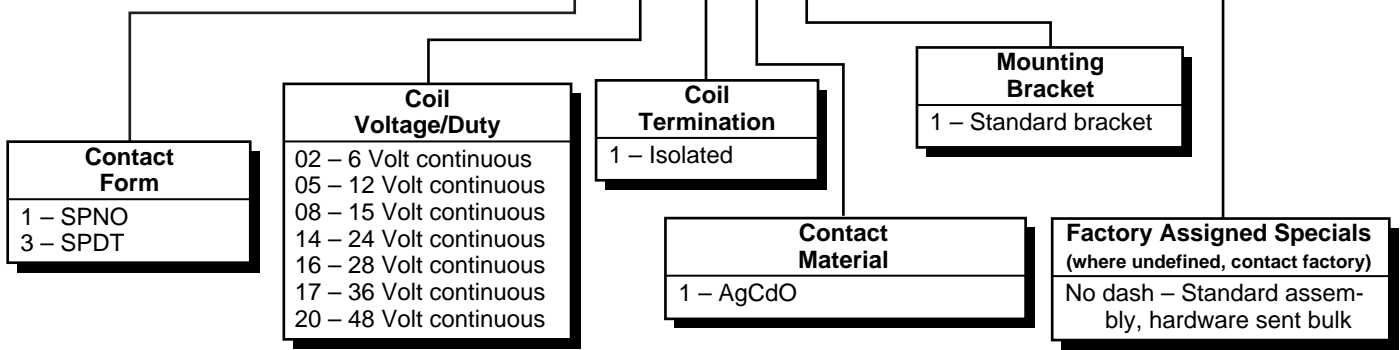 Contact
Form
1 – SPNO
3 – SPDT
Coil
Voltage/Duty
02 – 6 Volt continuous
05 – 12 Volt continuous
08 – 15 Volt continuous
14 – 24 Volt continuous
16 – 28 Volt continuous
17 – 36 Volt continuous
20 – 48 Volt continuous
Coil
Termination
1 – Isolated
Contact
Material
1 – AgCdO
Mounting
Bracket
1 – Standard bracket
Factory Assigned Specials
(where undefined, contact factory)
No dash – Standard assem-
bly, hardware sent bulk